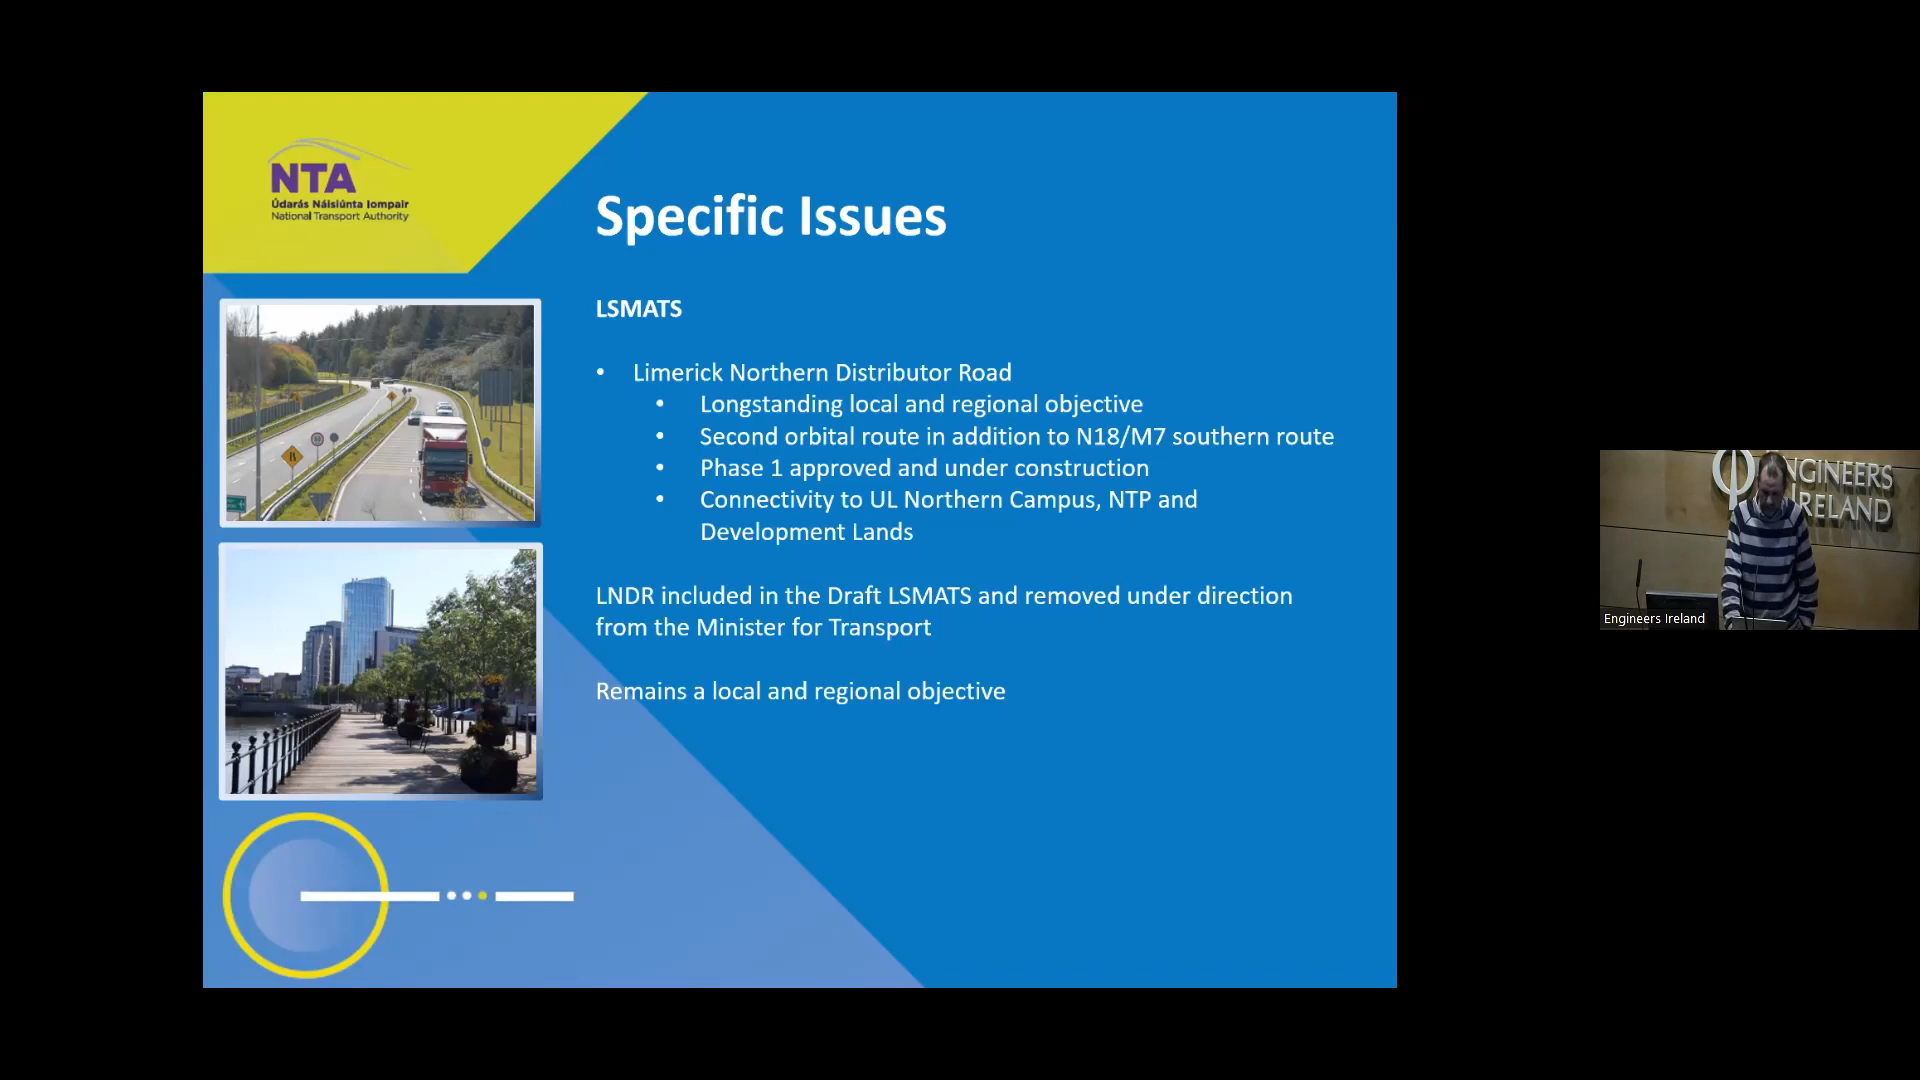 NTA
Údarás Náisiúnta Iompair
National Transport Authority
Specific Issues
LSMATS
• Limerick Northern Distributor Road
• Longstanding local and regional objective
• Second orbital route in addition to N18/M7 southern route
• Phase 1 approved and under construction
• Connectivity to UL Northern Campus, NTP and
Development Lands
LNDR included in the Draft LSMATS and removed under direction
from the Minister for Transport
Remains a local and regional objective
NGINEERS
RELAND
Engineers Ireland